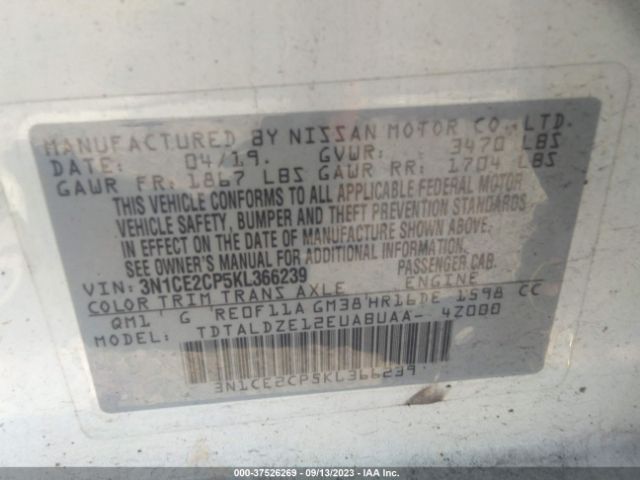 MANUFACTURED BY NISSAN MOTOR CO., LTD.
DATE: 04/19. GVWR: 3470 LBS
GAWR FR: 1867 LBS GAWR RR: 1704 LBS
THIS VEHICLE CONFORMS TO ALL APPLICABLE FEDERAL MOTOR
VEHICLE SAFETY, BUMPER AND THEFT PREVENTION STANDARDS
IN EFFECT ON THE DATE OF MANUFACTURE SHOWN ABOVE.
SEE OWNER'S MANUAL FOR ADDITIONAL INFORMATION
VIN: 3N1CE2CP5KL366239 PASSENGER CAB.
COLOR TRIM TRANS AXLE ENGINE
QM1 G RE0F11A GM38 HR16DE 1598 CC
MODEL: TDTALDZE12EUABUAA- 4Z000
3N1CE2CP5KL366239
000-37526269 - 09/13/2023 - IAA Inc.